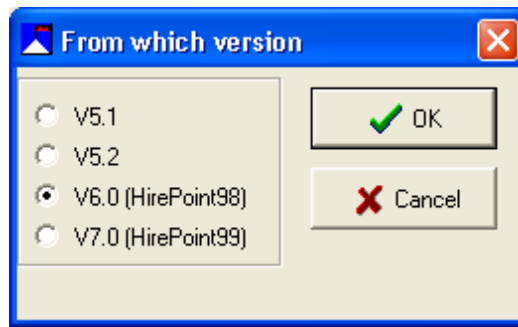 From which version
V5.1
V5.2
V6.0 (HirePoint98)
V7.0 (HirePoint99)
OK
Cancel